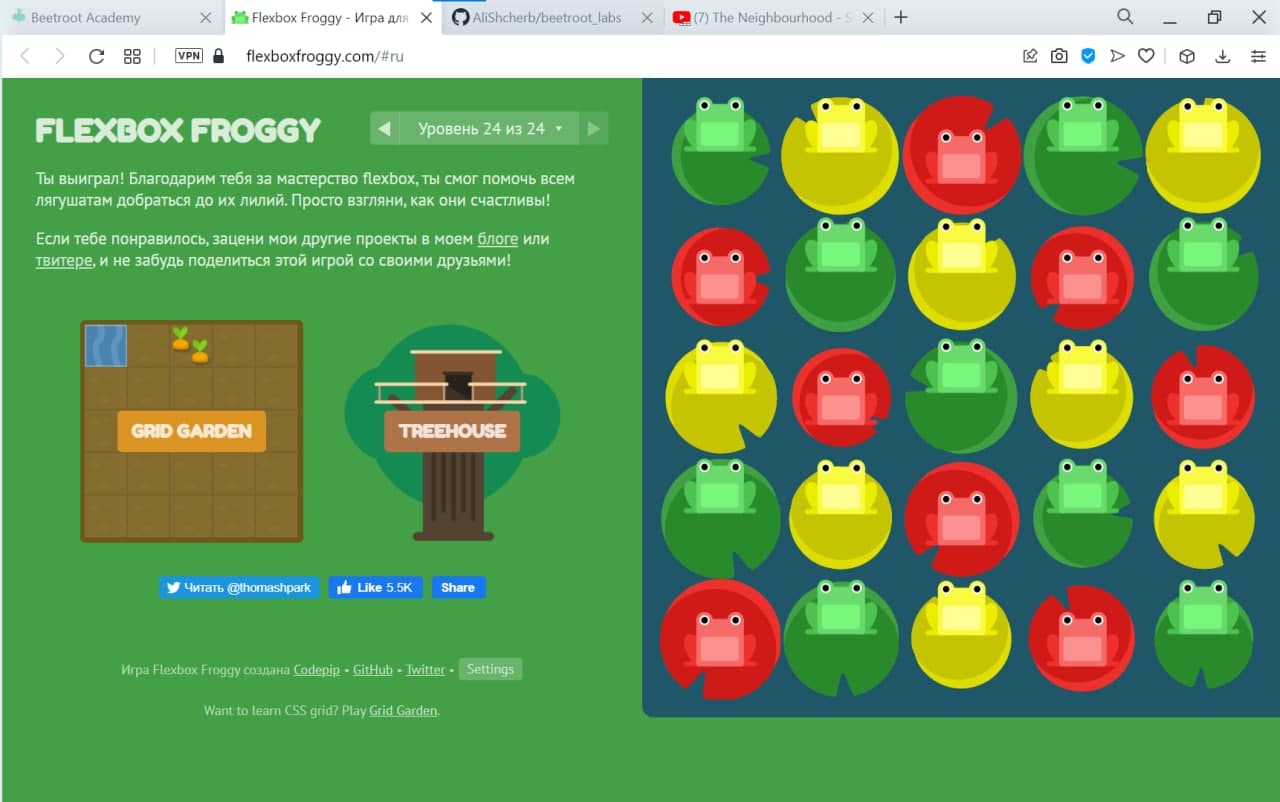 Beetroot Academy
Flexbox Froggy - Игра для
AliShcherb/beetroot_labs
(7) The Neighbourhood - S
VPN
flexboxfroggy.com/#ru
FLEXBOX FROGGY
Уровень 24 из 24
Ты выиграл! Благодарим тебя за мастерство flexbox, ты смог помочь всем
лягушатам добраться до их лилий. Просто взгляни, как они счастливы!
Если тебе понравилось, зацени мои другие проекты в моем блоге или
твитере, и не забудь поделиться этой игрой со своими друзьями!
GRID GARDEN
TREEHOUSE
Читать @thomashpark
Like 5.5K
Share
Игра Flexbox Froggy создана Codepip • GitHub • Twitter • Settings
Want to learn CSS grid? Play Grid Garden.